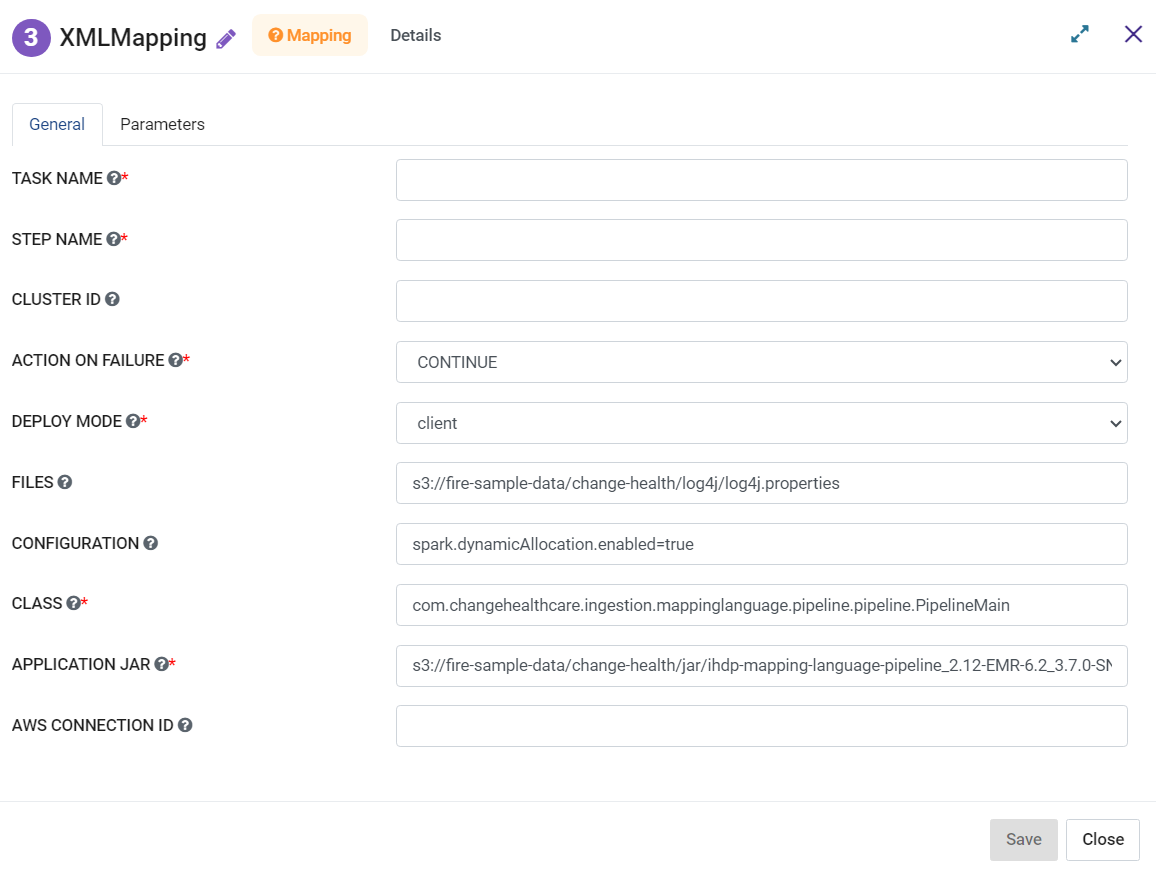 3 XMLMapping Mapping Details
General Parameters
TASK NAME ?*
STEP NAME ?*
CLUSTER ID ?
ACTION ON FAILURE ?* CONTINUE
DEPLOY MODE ?* client
FILES ? s3://fire-sample-data/change-health/log4j/log4j.properties
CONFIGURATION ? spark.dynamicAllocation.enabled=true
CLASS ?* com.changehealthcare.ingestion.mappinglanguage.pipeline.pipeline.PipelineMain
APPLICATION JAR ?* s3://fire-sample-data/change-health/jar/ihdp-mapping-language-pipeline_2.12-EMR-6.2_3.7.0-SN
AWS CONNECTION ID ?
Save Close